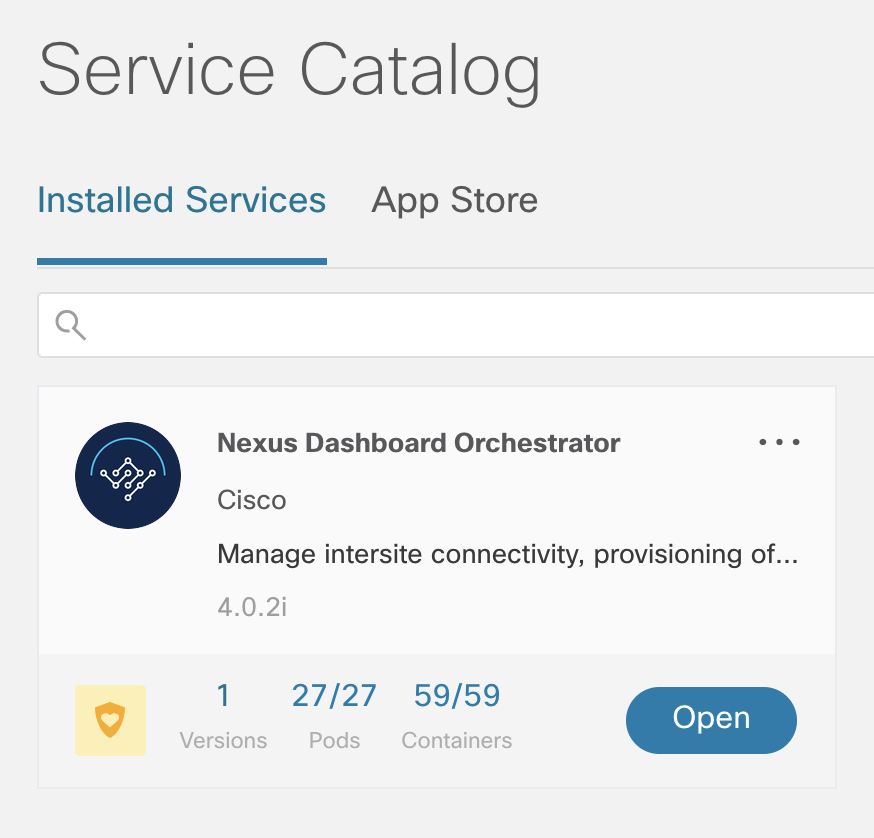 Service Catalog
Installed Services App Store
Nexus Dashboard Orchestrator
Cisco
Manage intersite connectivity, provisioning of...
4.0.2i
1 27/27 59/59
Versions Pods Containers
Open